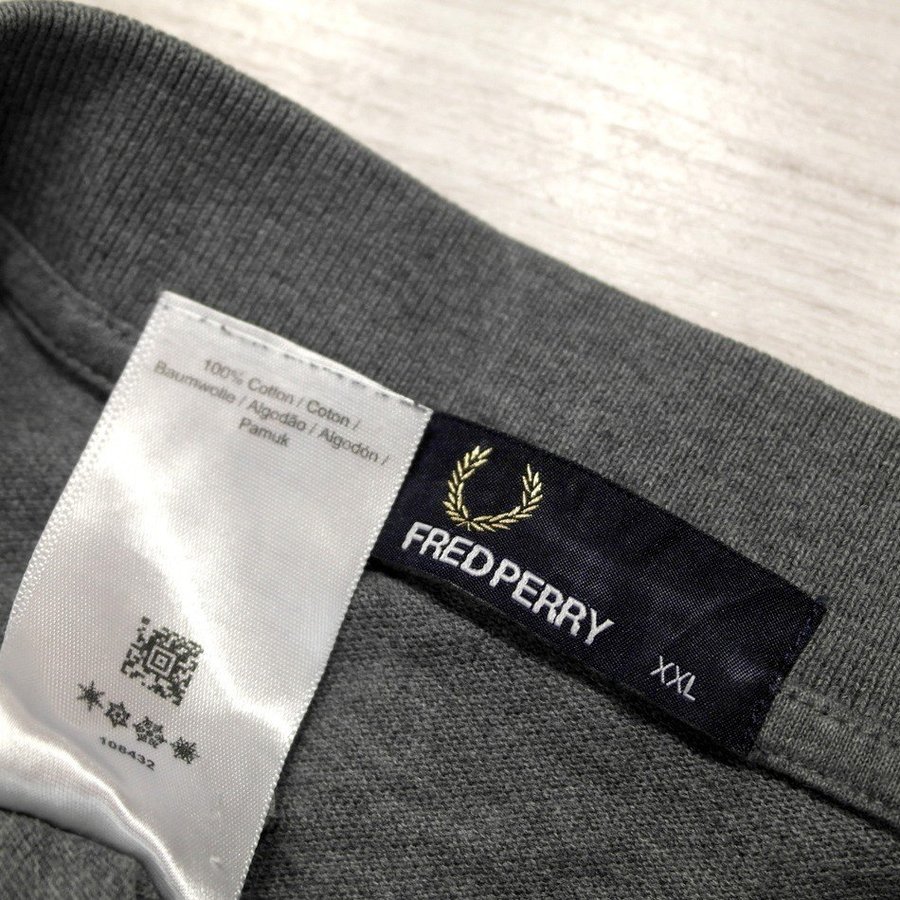 100% Cotton / Coton /
Baumwolle / Algodão / Algodón /
Pamuk
FRED PERRY
XXL
108432